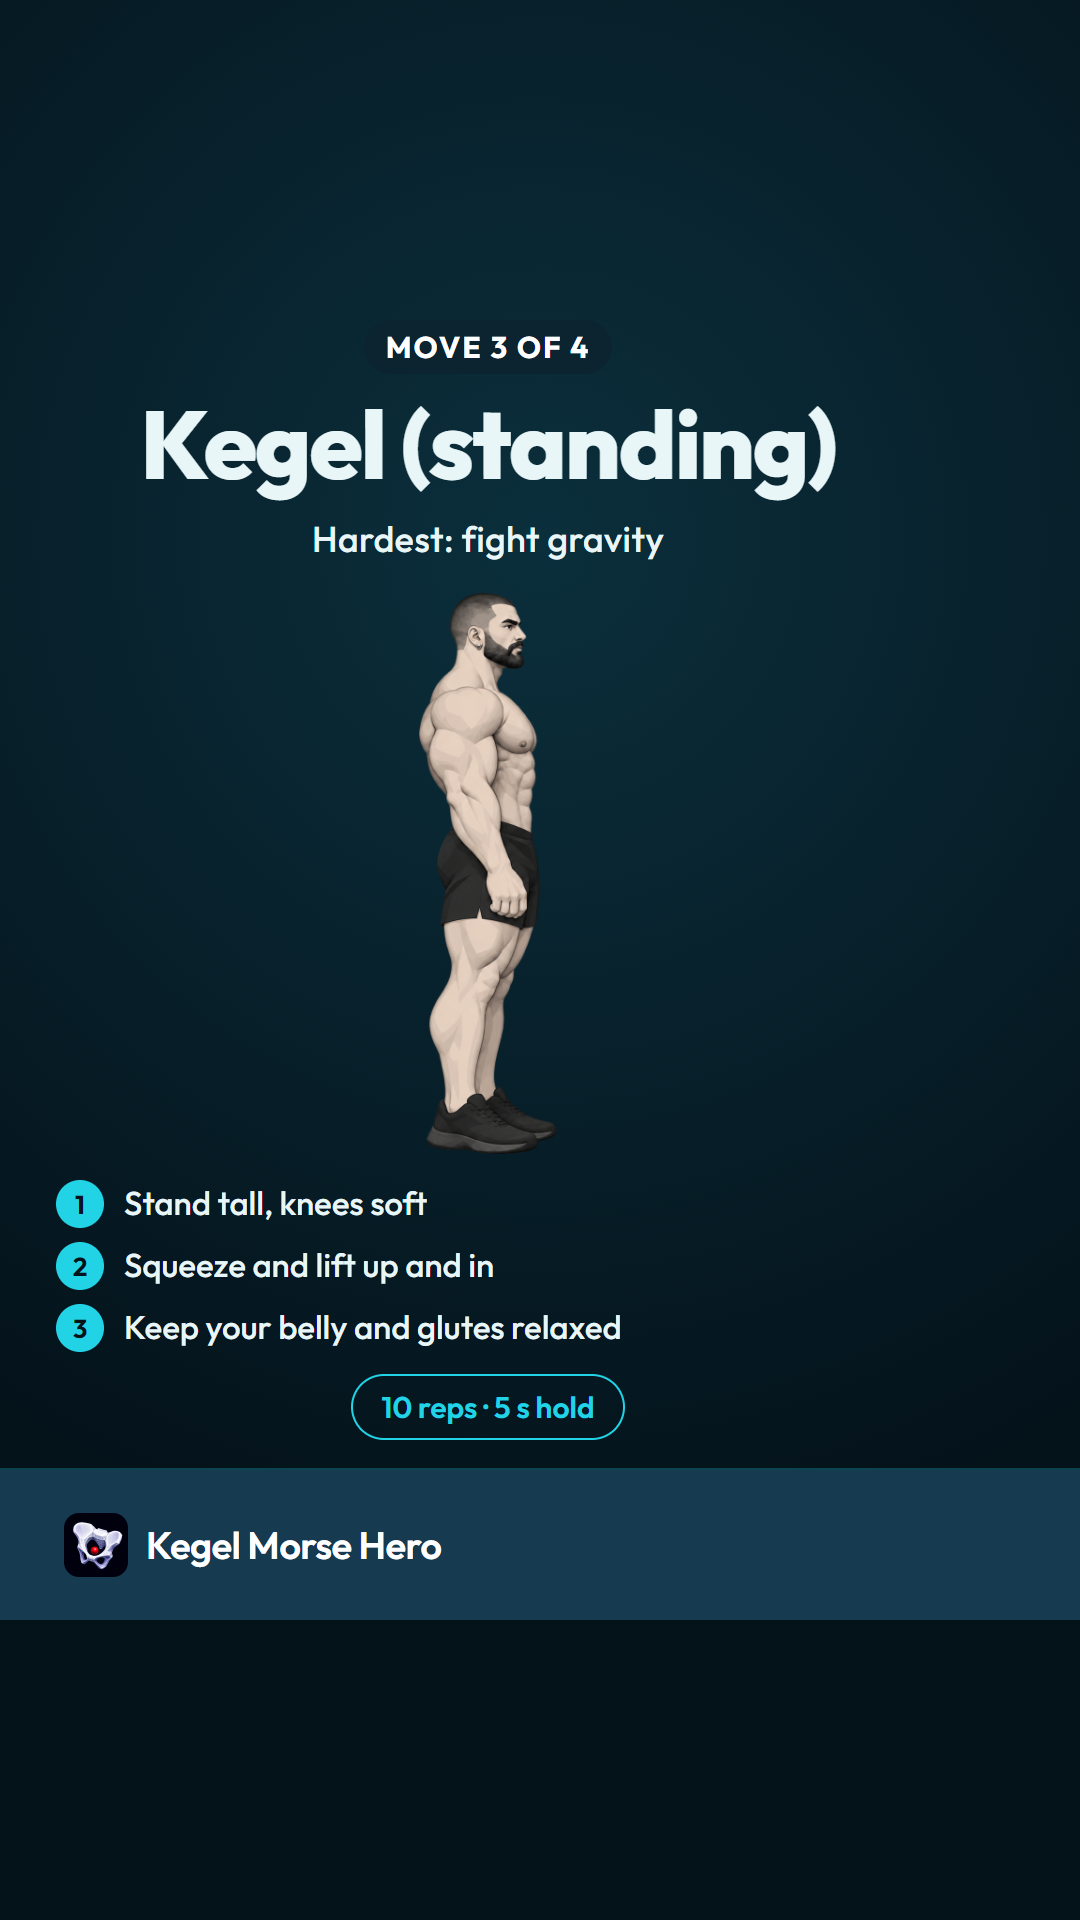 MOVE 3 OF 4
Kegel (standing)
Hardest: fight gravity
1 Stand tall, knees soft
2 Squeeze and lift up and in
3 Keep your belly and glutes relaxed
10 reps · 5 s hold
Kegel Morse Hero